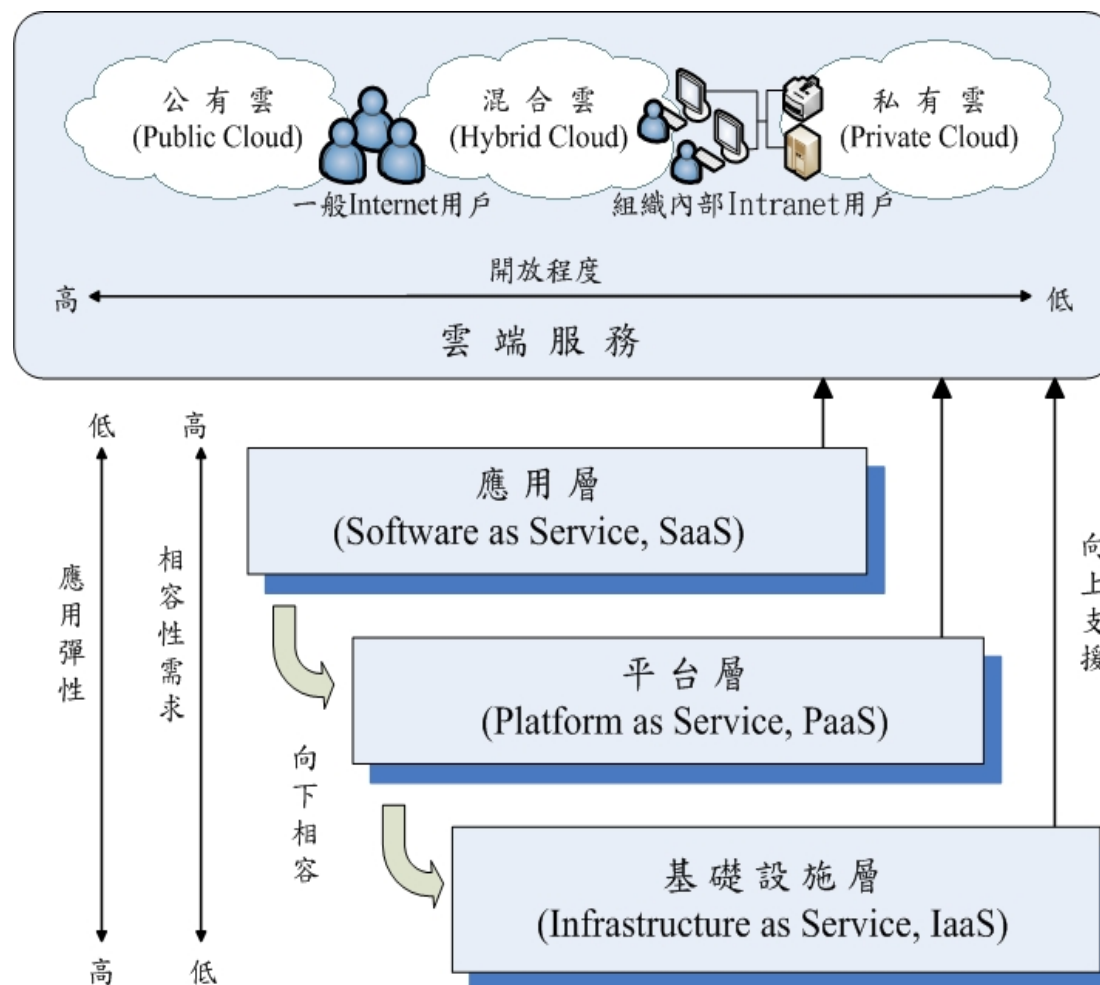 公有雲
(Public Cloud)
混合雲
(Hybrid Cloud)
私有雲
(Private Cloud)
一般Internet用戶
組織內部Intranet用戶
開放程度
高
低
雲端服務
低
高
應用彈性
相容性需求
高
低
應用層
(Software as Service, SaaS)
向上支援
平台層
(Platform as Service, PaaS)
向下相容
基礎設施層
(Infrastructure as Service, IaaS)